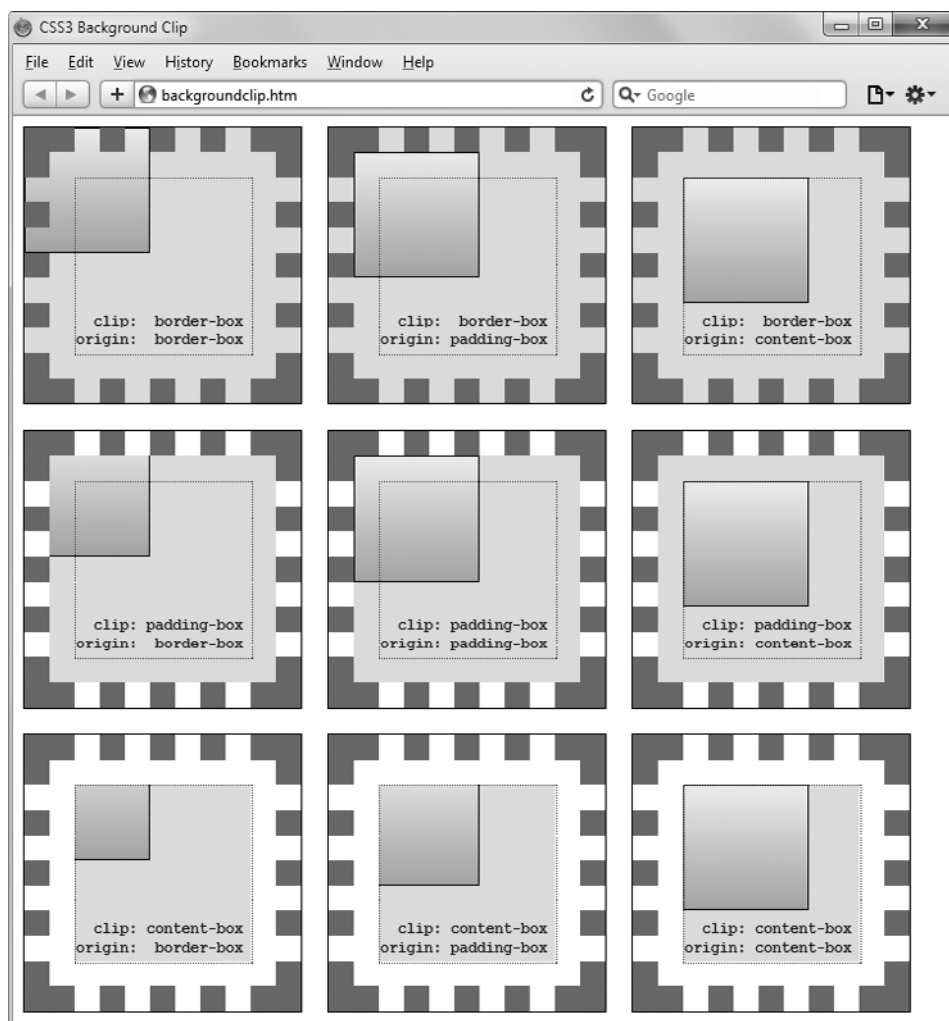 CSS3 Background Clip
File Edit View History Bookmarks Window Help
backgroundclip.htm
Google
clip: border-box
origin: border-box
clip: border-box
origin: padding-box
clip: border-box
origin: content-box
clip: padding-box
origin: border-box
clip: padding-box
origin: padding-box
clip: padding-box
origin: content-box
clip: content-box
origin: border-box
clip: content-box
origin: padding-box
clip: content-box
origin: content-box